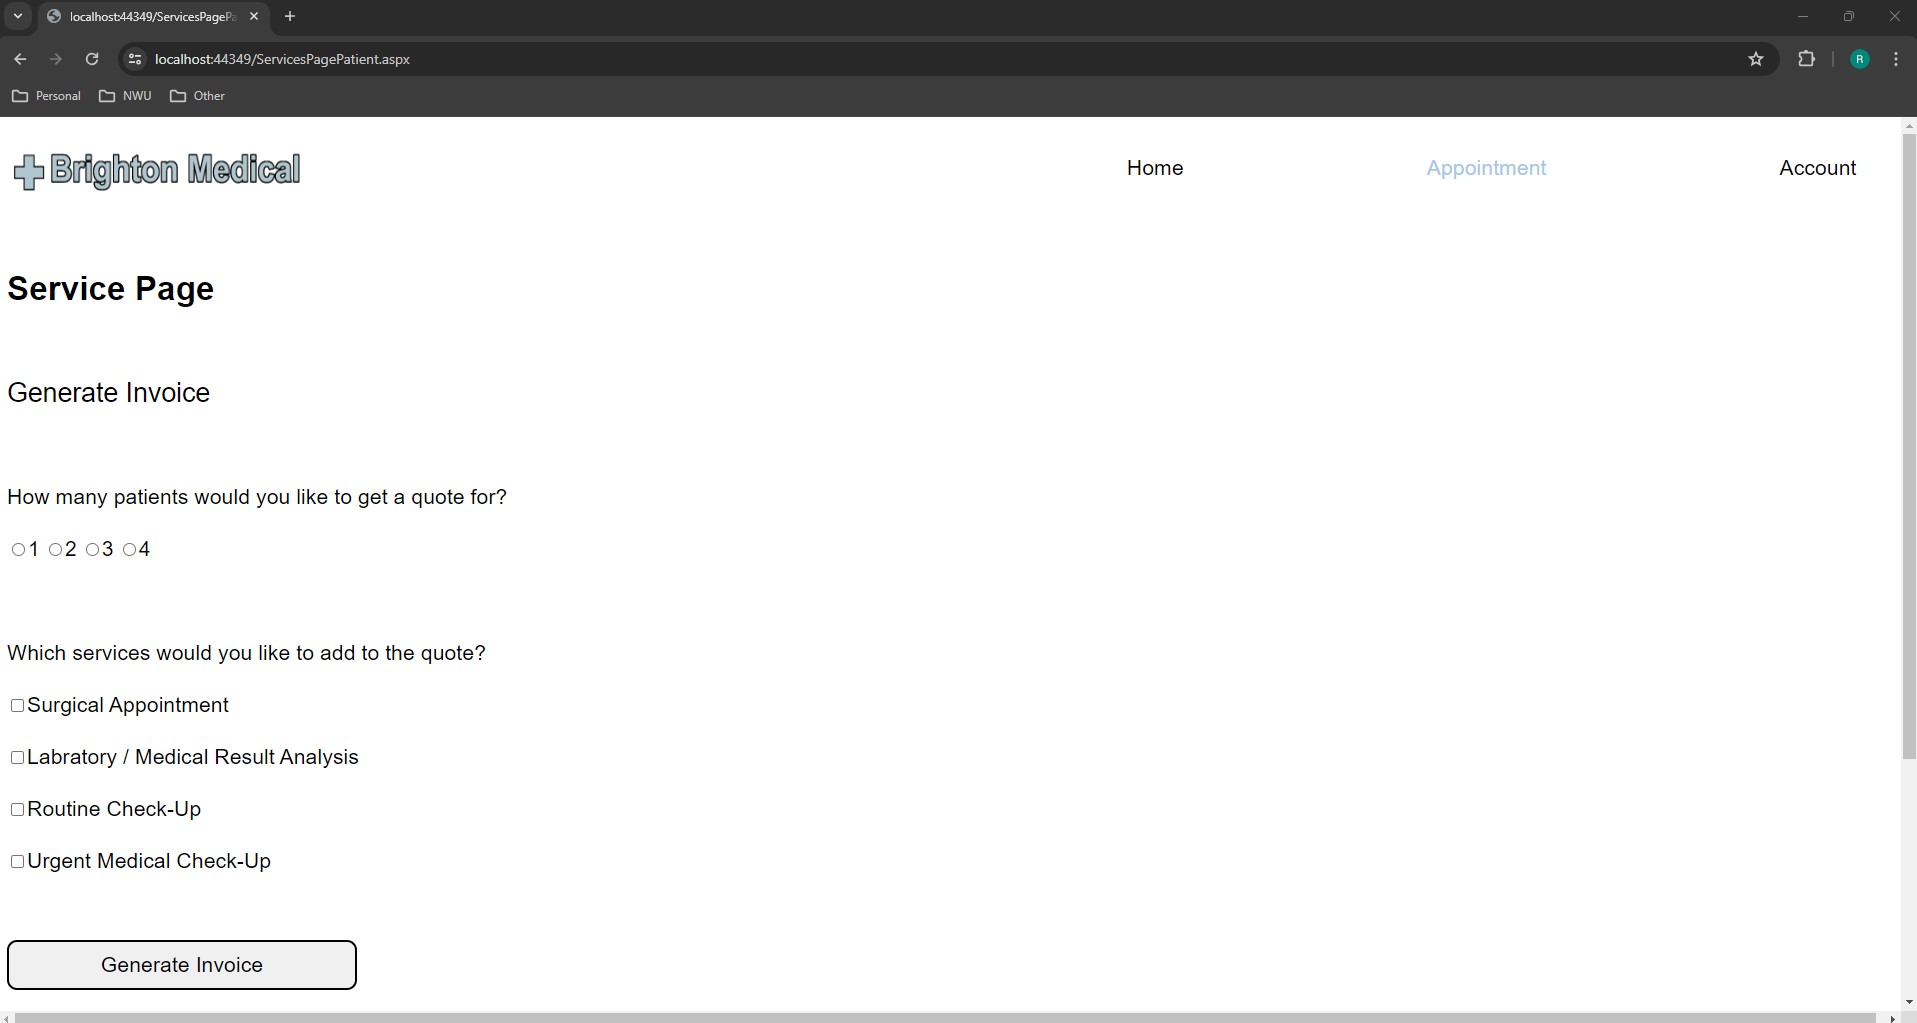 localhost:44349/ServicesPageP
localhost:44349/ServicesPagePatient.aspx
R
Personal NWU Other
Brighton Medical Home Appointment Account
Service Page
Generate Invoice
How many patients would you like to get a quote for?
1 2 3 4
Which services would you like to add to the quote?
Surgical Appointment
Labratory / Medical Result Analysis
Routine Check-Up
Urgent Medical Check-Up
Generate Invoice